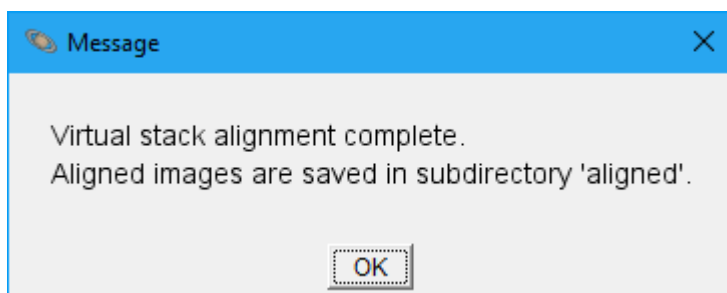 Message
Virtual stack alignment complete.
Aligned images are saved in subdirectory 'aligned'.
OK